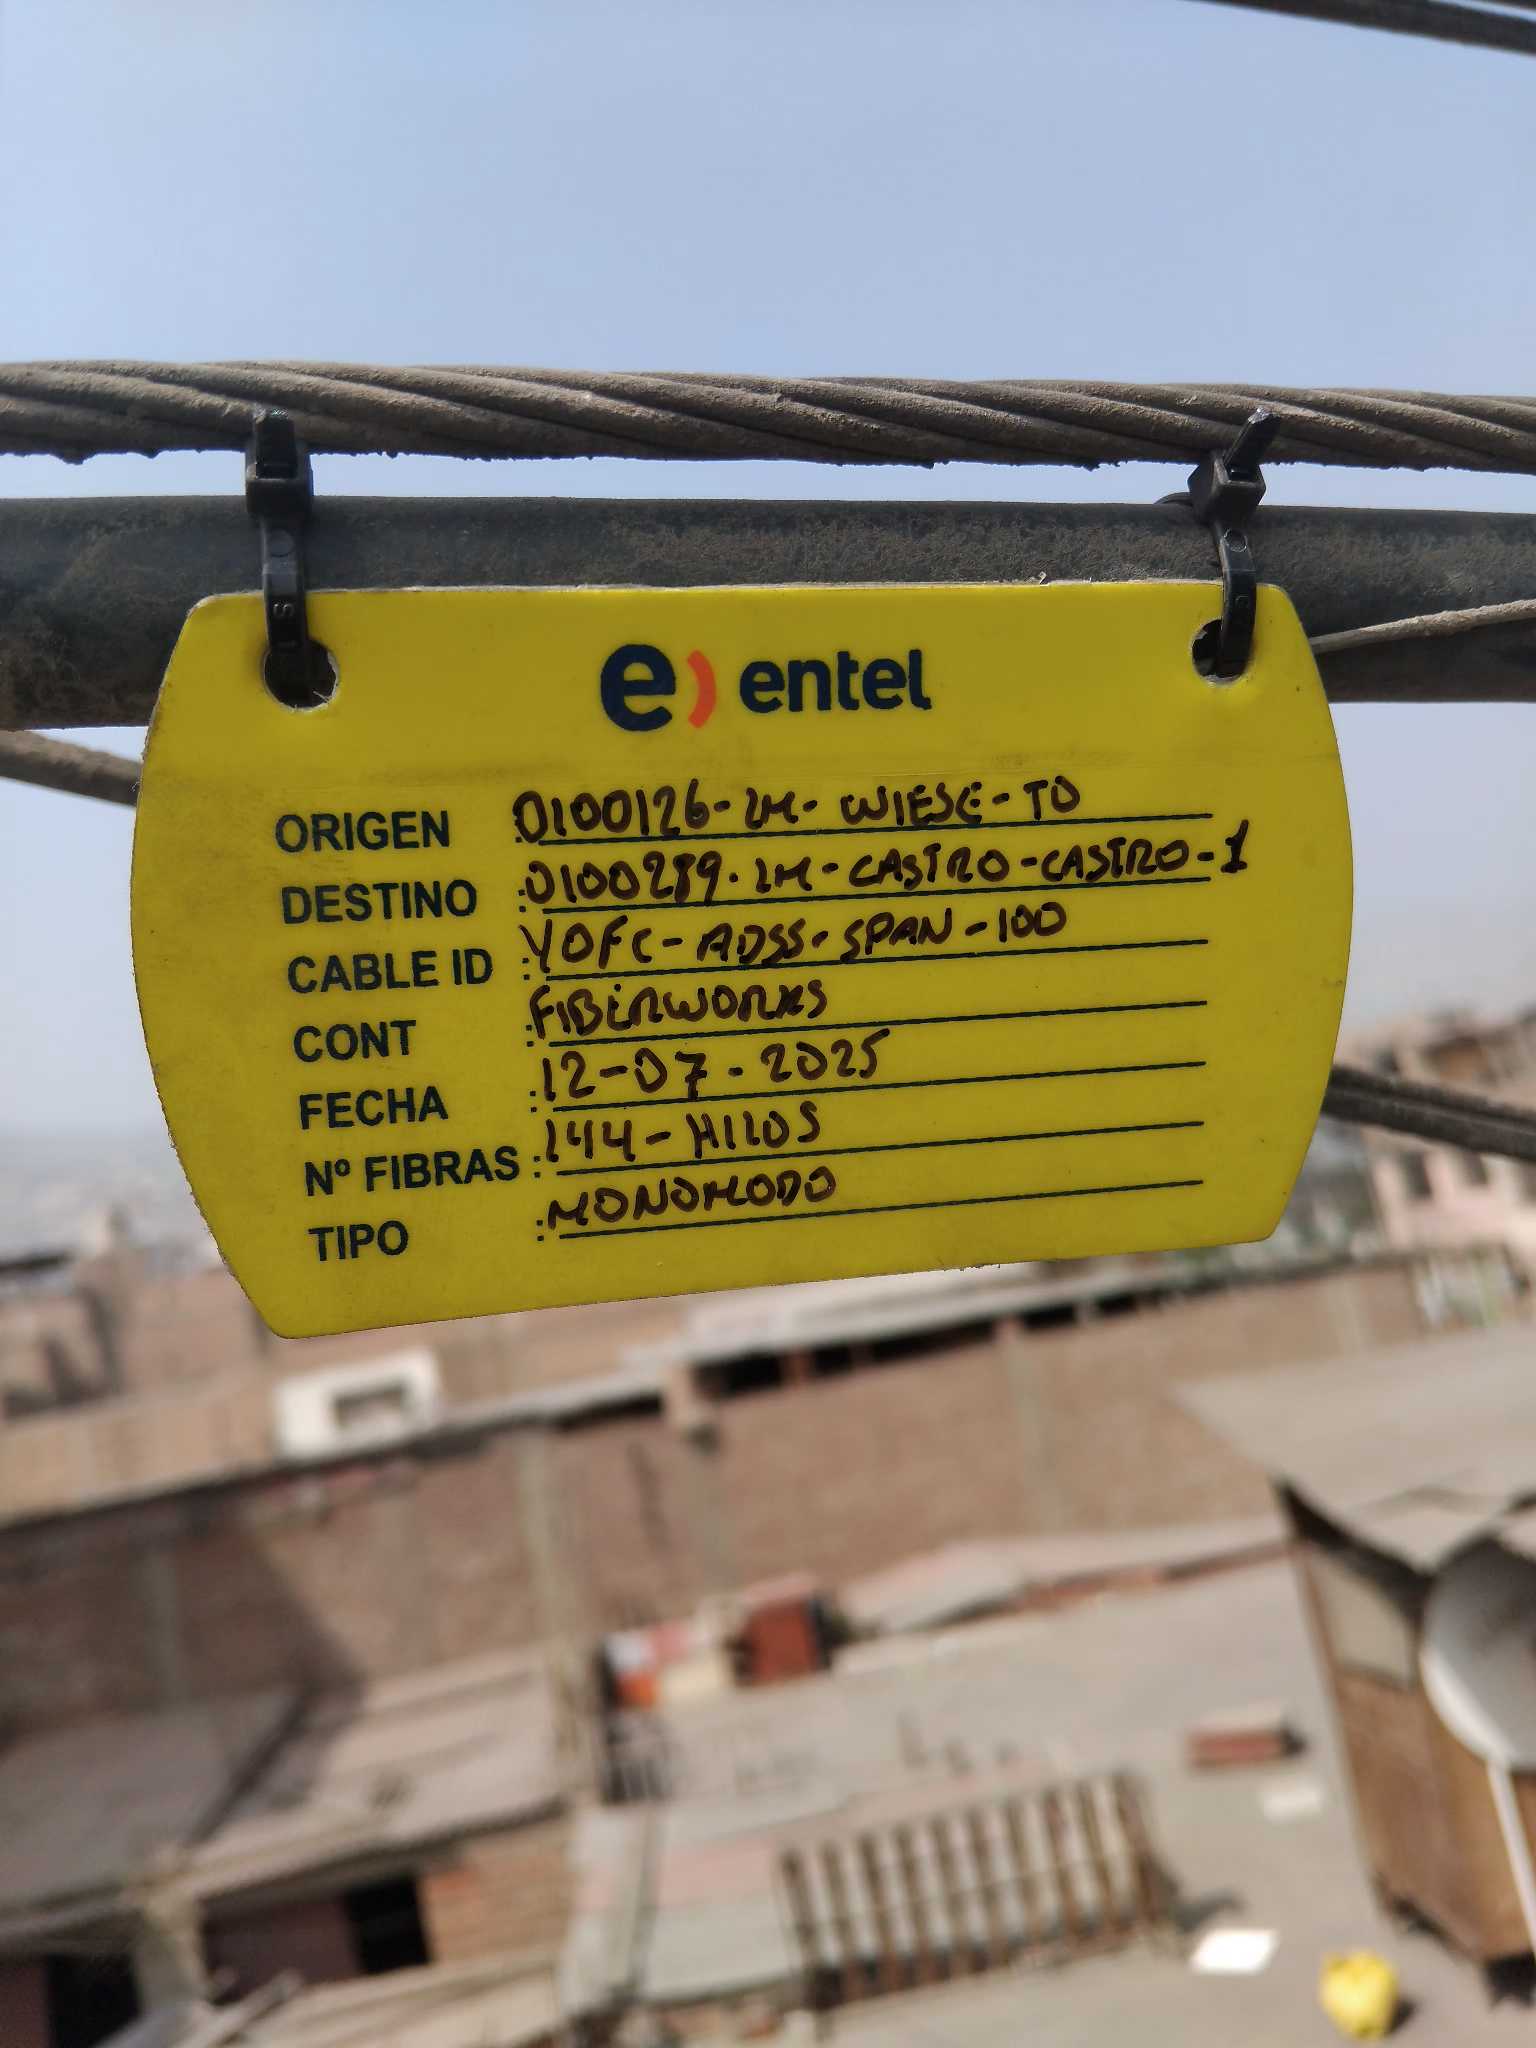 e) entel
ORIGEN : 0100126-LM-WIESE-TO
DESTINO : 0100289-LM-CASTRO-CASTRO-1
CABLE ID : YOFC-ADSS-SPAN-100
CONT : FIBERWORKS
FECHA : 12-07-2025
Nº FIBRAS : 144-HILOS
TIPO : MONOMODO